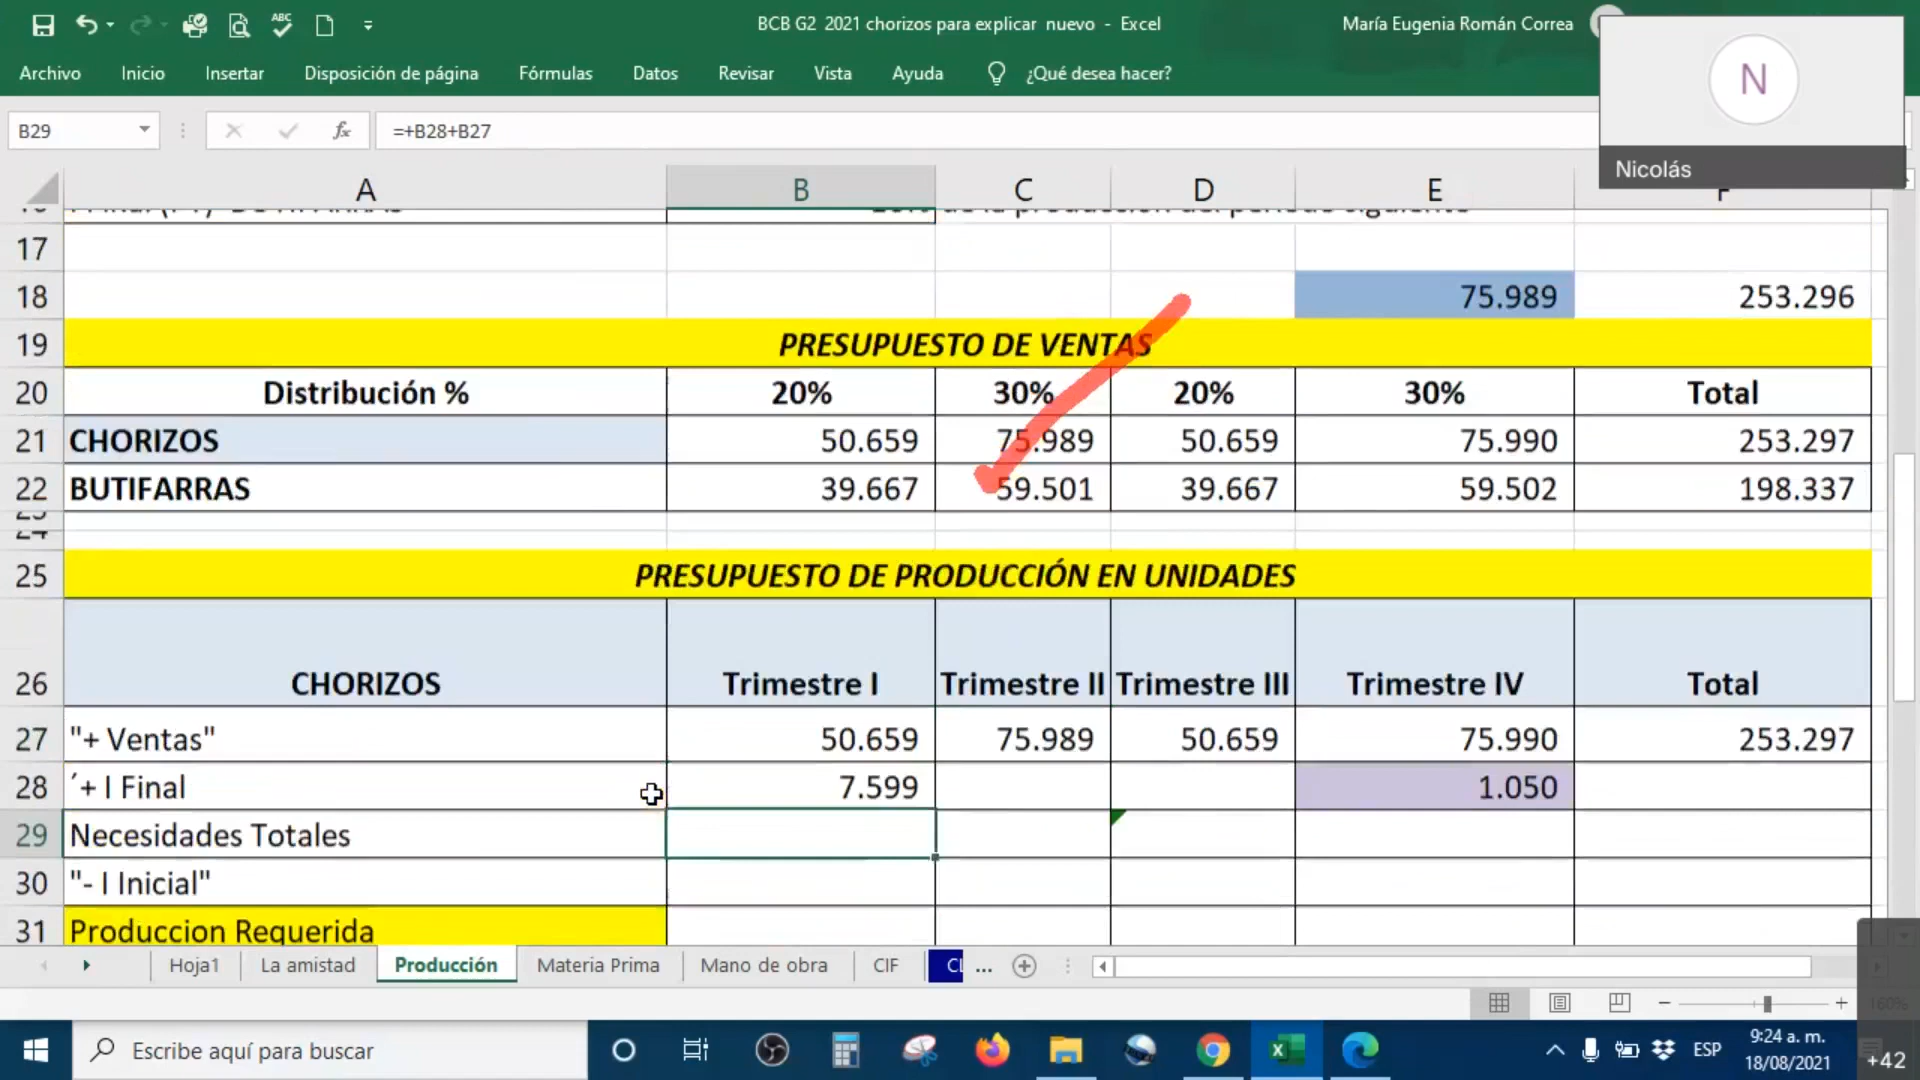 BCB G2 2021 chorizos para explicar nuevo - Excel
María Eugenia Román Correa
N
Nicolás
Archivo Inicio Insertar Disposición de página Fórmulas Datos Revisar Vista Ayuda ¿Qué desea hacer?
B29 fx =+B28+B27
A B C D E F
17
18 75.989 253.296
19 PRESUPUESTO DE VENTAS
20 Distribución % 20% 30% 20% 30% Total
21 CHORIZOS 50.659 75.989 50.659 75.990 253.297
22 BUTIFARRAS 39.667 59.501 39.667 59.502 198.337
25 PRESUPUESTO DE PRODUCCIÓN EN UNIDADES
26 CHORIZOS Trimestre I Trimestre II Trimestre III Trimestre IV Total
27 "+ Ventas" 50.659 75.989 50.659 75.990 253.297
28 ´+ I Final 7.599 1.050
29 Necesidades Totales
30 "- I Inicial"
31 Produccion Requerida
Hoja1 La amistad Producción Materia Prima Mano de obra CIF ...
Escribe aquí para buscar
ESP
9:24 a. m.
18/08/2021
+42